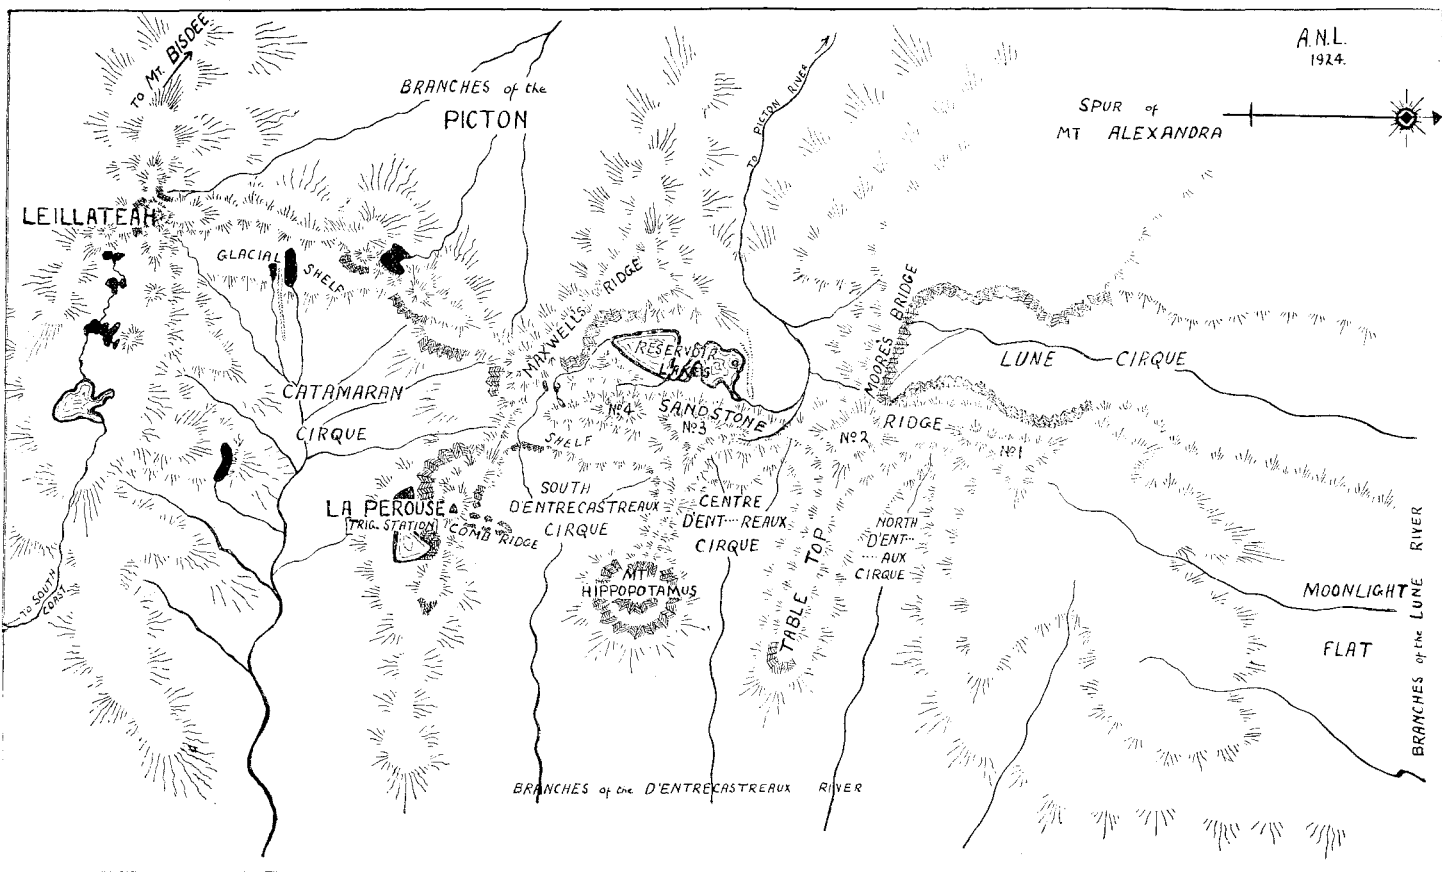 A.N.L.
1924.
TO MT. BISDEE
BRANCHES of the
PICTON
TO PICTON RIVER
SPUR of
MT ALEXANDRA
LEILLATEAH
GLACIAL
SHELF
MAXWELL'S RIDGE
RESERVOIR
LAKES
MOORE'S BRIDGE
LUNE CIRQUE
CATAMARAN
CIRQUE
Nº4
SANDSTONE
Nº3
Nº2
RIDGE
Nº1
SHELF
LA PEROUSE
TRIG. STATION
COMB RIDGE
SOUTH
D'ENTRECASTREAUX
CIRQUE
CENTRE
D'ENT····REAUX
CIRQUE
TABLE TOP
NORTH
D'ENT··
····AUX
CIRQUE
MT
HIPPOPOTAMUS
TO SOUTH
COAST
MOONLIGHT
FLAT
BRANCHES of the LUNE RIVER
BRANCHES of the D'ENTRECASTREAUX RIVER